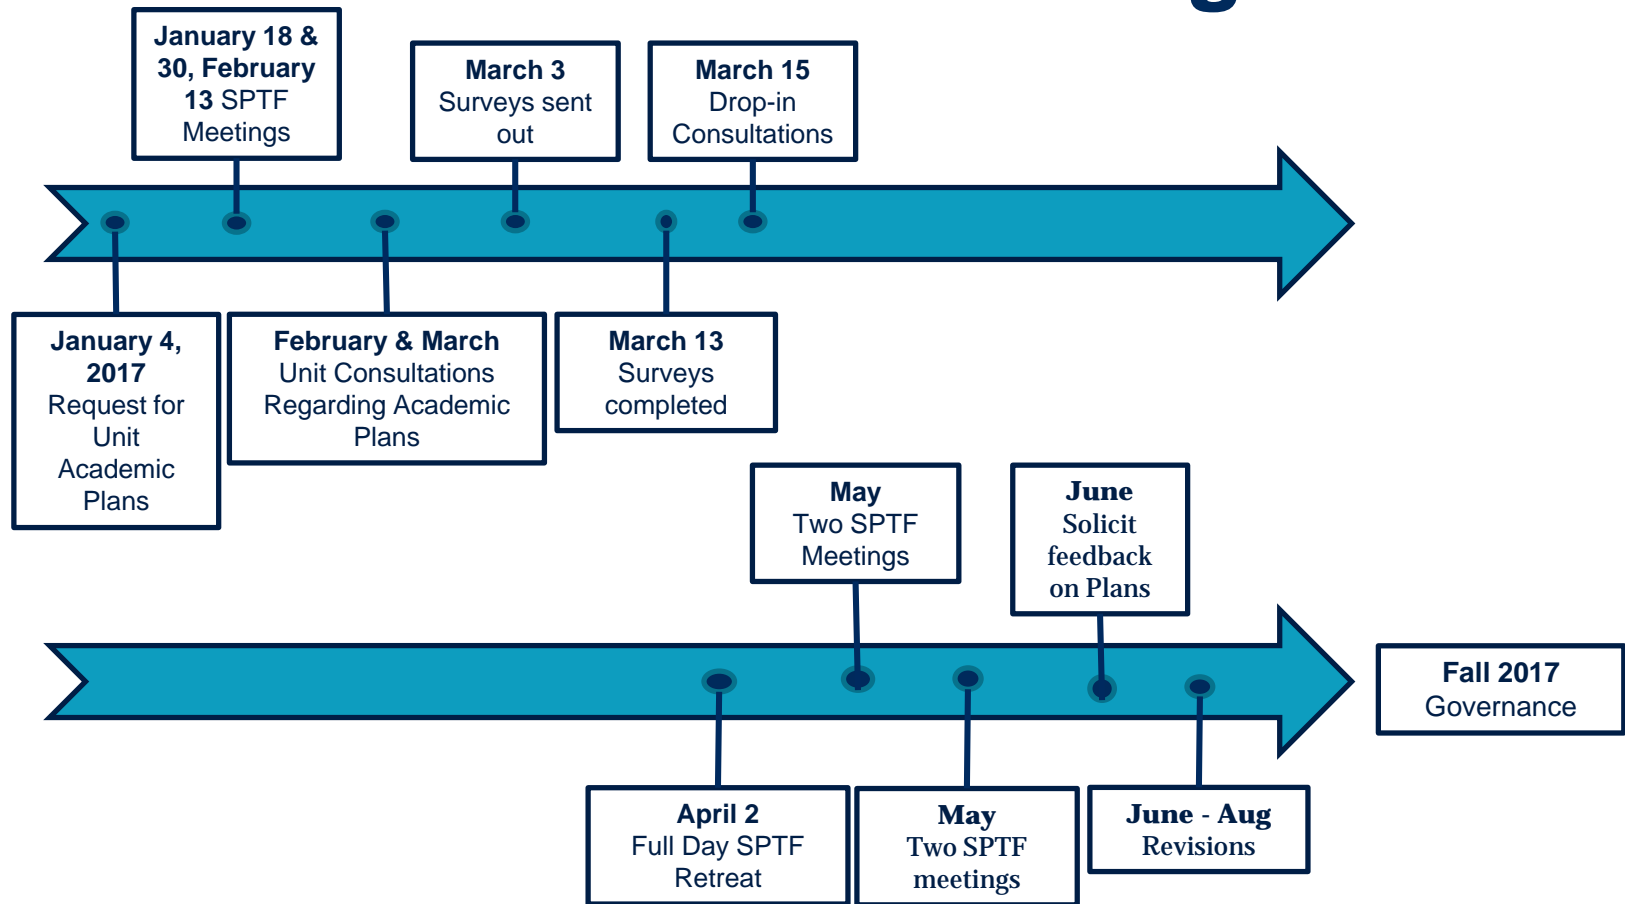 January 18 &
30, February
13 SPTF
Meetings
March 3
Surveys sent
out
March 15
Drop-in
Consultations
January 4,
2017
Request for
Unit
Academic
Plans
February & March
Unit Consultations
Regarding Academic
Plans
March 13
Surveys
completed
May
Two SPTF
Meetings
June
Solicit
feedback
on Plans
Fall 2017
Governance
April 2
Full Day SPTF
Retreat
May
Two SPTF
meetings
June - Aug
Revisions